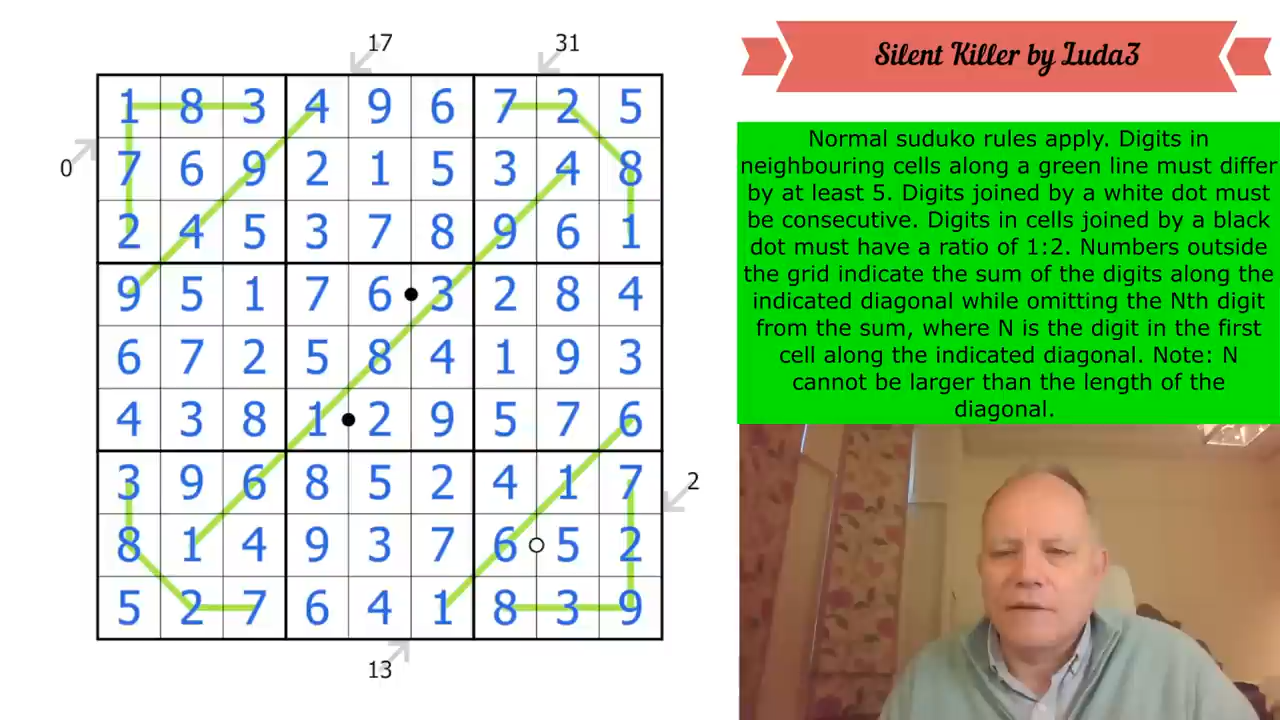 17 31
Silent Killer by Luda3
1 8 3 4 9 6 7 2 5
0
7 6 9 2 1 5 3 4 8
2 4 5 3 7 8 9 6 1
9 5 1 7 6 3 2 8 4
6 7 2 5 8 4 1 9 3
4 3 8 1 2 9 5 7 6
3 9 6 8 5 2 4 1 7
2
8 1 4 9 3 7 6 5 2
5 2 7 6 4 1 8 3 9
13
Normal suduko rules apply. Digits in
neighbouring cells along a green line must differ
by at least 5. Digits joined by a white dot must
be consecutive. Digits in cells joined by a black
dot must have a ratio of 1:2. Numbers outside
the grid indicate the sum of the digits along the
indicated diagonal while omitting the Nth digit
from the sum, where N is the digit in the first
cell along the indicated diagonal. Note: N
cannot be larger than the length of the
diagonal.